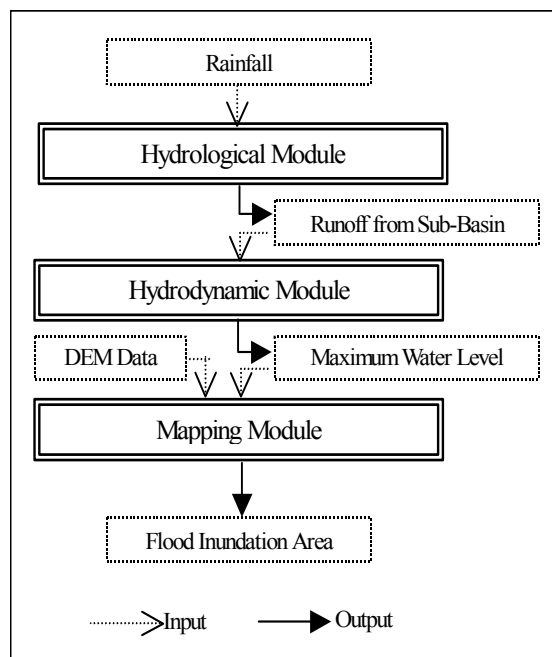 Rainfall
Hydrological Module
Runoff from Sub-Basin
Hydrodynamic Module
DEM Data
Maximum Water Level
Mapping Module
Flood Inundation Area
Input
Output